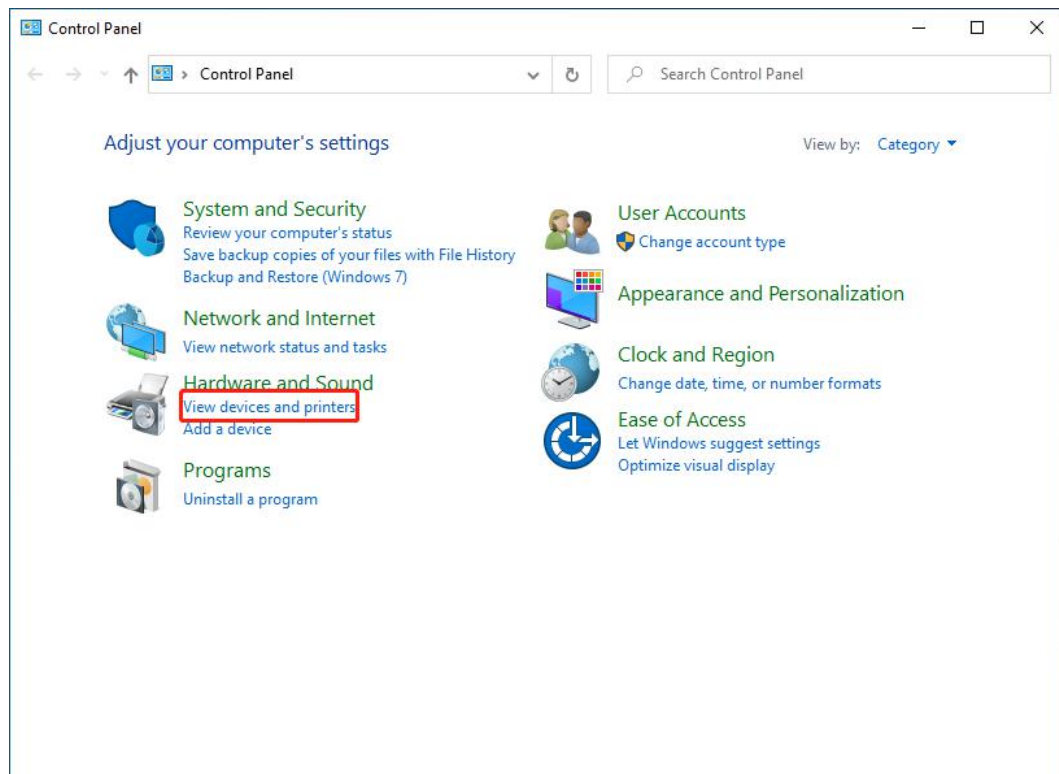 Control Panel
Control Panel
Search Control Panel
Adjust your computer's settings
View by: Category
System and Security
Review your computer's status
Save backup copies of your files with File History
Backup and Restore (Windows 7)
Network and Internet
View network status and tasks
Hardware and Sound
View devices and printers
Add a device
Programs
Uninstall a program
User Accounts
Change account type
Appearance and Personalization
Clock and Region
Change date, time, or number formats
Ease of Access
Let Windows suggest settings
Optimize visual display